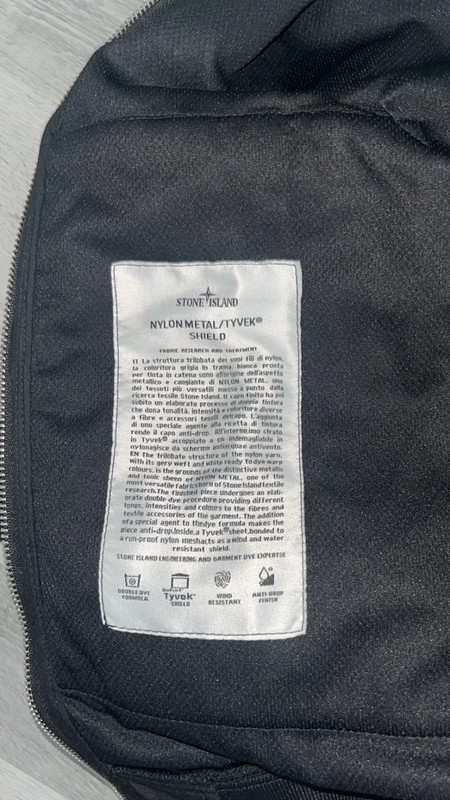 STONE ISLAND
NYLON METAL/TYVEK®
SHIELD
FABRIC RESEARCH AND TREATMENT
IT La struttura trilobata dei suoi fili di nylon,
la coloritura grigia in trama, bianca pronta
per tinta in catena sono all'origine dell'aspetto
metallico e cangiante di NYLON METAL, uno
dei tessuti più versatili messo a punto dalla
ricerca tessile Stone Island. Il capo finito ha poi
subito un elaborato processo di doppia tintura
che dona tonalità, intensità e coloriture diverse
a fibre e accessori tessili del capo. L'aggiunta
di uno speciale agente alla ricetta di tintura
rende il capo anti-drop. All'interno, uno strato
in Tyvek® accoppiato a un indemagliabile in
nylon agisce da schermo antiacqua e antivento.
EN The trilobate structure of the nylon yarn,
with its gery weft and white ready to dye warp
colours, is the grounds of the distinctive metallic
and tonic sheen of NYLON METAL, one of the
most versatile fabrics born of Stone Island textile
research. The finished piece undergoes an elab-
orate double dye procedure providing different
tones, intensities and colours to the fibres and
textile accessories of the garment. The addition
of a special agent to thedye formula makes the
piece anti-drop. Inside, a Tyvek® sheet, bonded to
a run-proof nylon meshacts as a wind and water
resistant shield.
STONE ISLAND ENGINEERING AND GARMENT DYE EXPERTISE
DOUBLE DYE FORMULA
DuPont™ Tyvek® SHIELD
WIND RESISTANT
ANTI-DROP FINISH